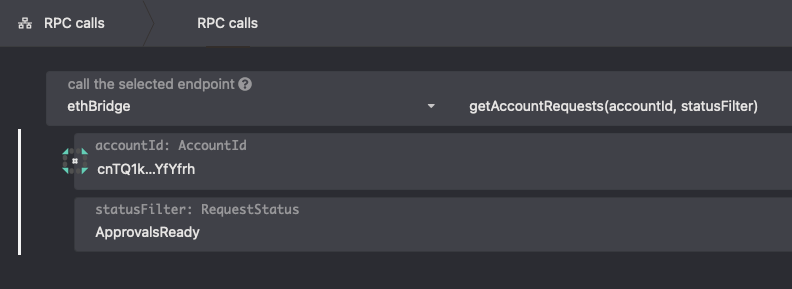 RPC calls RPC calls
call the selected endpoint ?
ethBridge getAccountRequests(accountId, statusFilter)
accountId: AccountId
cnTQ1k...YfYfrh
statusFilter: RequestStatus
ApprovalsReady